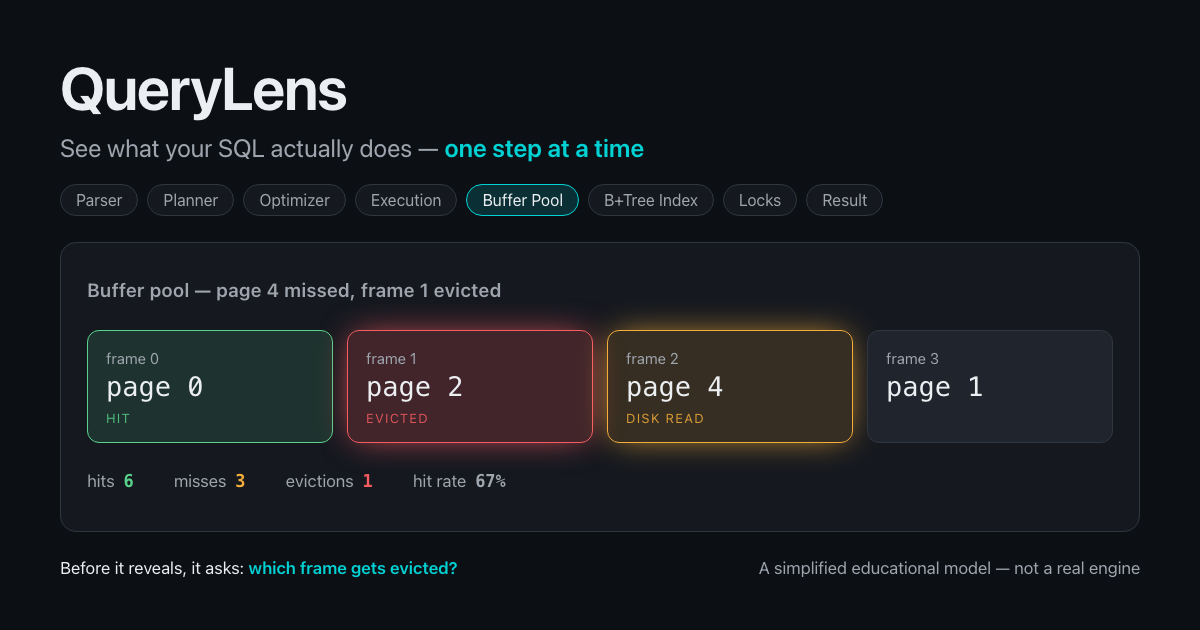 QueryLens
See what your SQL actually does — one step at a time
Parser Planner Optimizer Execution Buffer Pool B+Tree Index Locks Result
Buffer pool — page 4 missed, frame 1 evicted
frame 0 frame 1 frame 2 frame 3
page 0 page 2 page 4 page 1
HIT EVICTED DISK READ
hits 6 misses 3 evictions 1 hit rate 67%
Before it reveals, it asks: which frame gets evicted? A simplified educational model — not a real engine